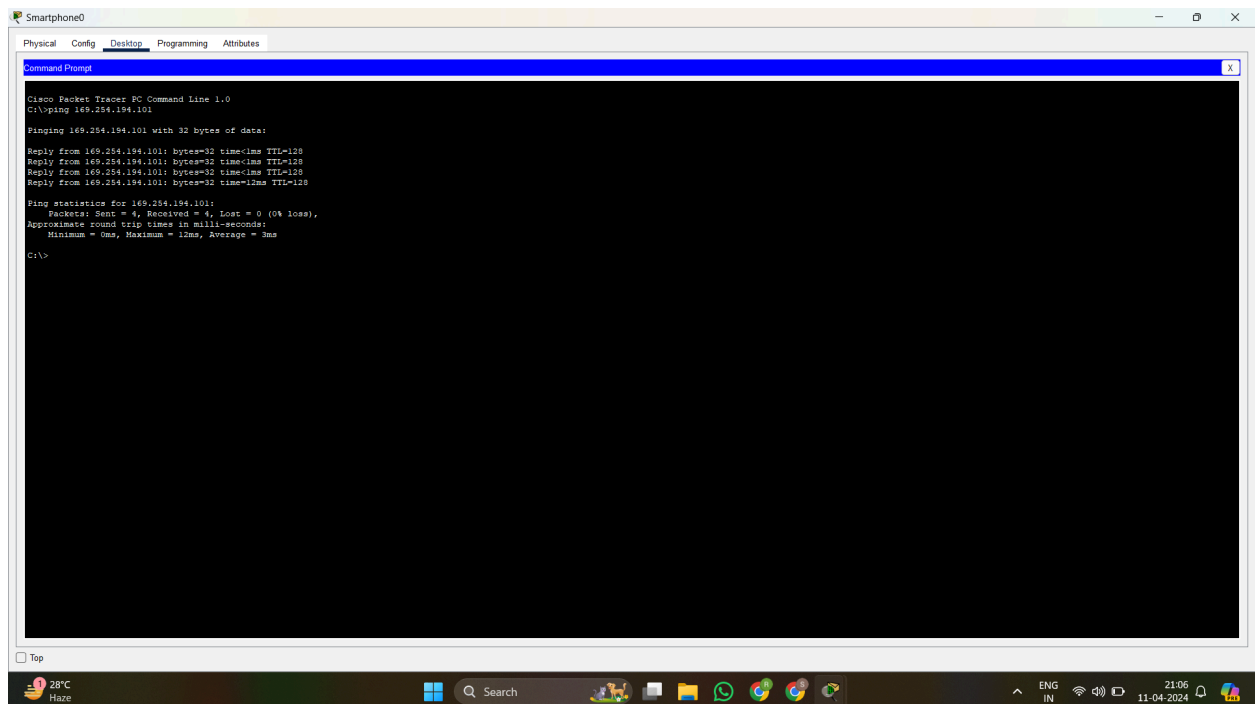 Smartphone0
Physical Config Desktop Programming Attributes
Command Prompt
X
Cisco Packet Tracer PC Command Line 1.0
C:\>ping 169.254.194.101
Pinging 169.254.194.101 with 32 bytes of data:
Reply from 169.254.194.101: bytes=32 time<1ms TTL=128
Reply from 169.254.194.101: bytes=32 time<1ms TTL=128
Reply from 169.254.194.101: bytes=32 time<1ms TTL=128
Reply from 169.254.194.101: bytes=32 time=12ms TTL=128
Ping statistics for 169.254.194.101:
Packets: Sent = 4, Received = 4, Lost = 0 (0% loss),
Approximate round trip times in milli-seconds:
Minimum = 0ms, Maximum = 12ms, Average = 3ms
C:\>
Top
1
28°C
Haze
Search
R
S
ENG
IN
21:06
11-04-2024
PRE